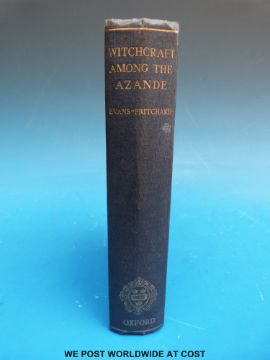 WITCHCRAFT
AMONG THE
AZANDE
EVANS-PRITCHARD
OXFORD
WE POST WORLDWIDE AT COST